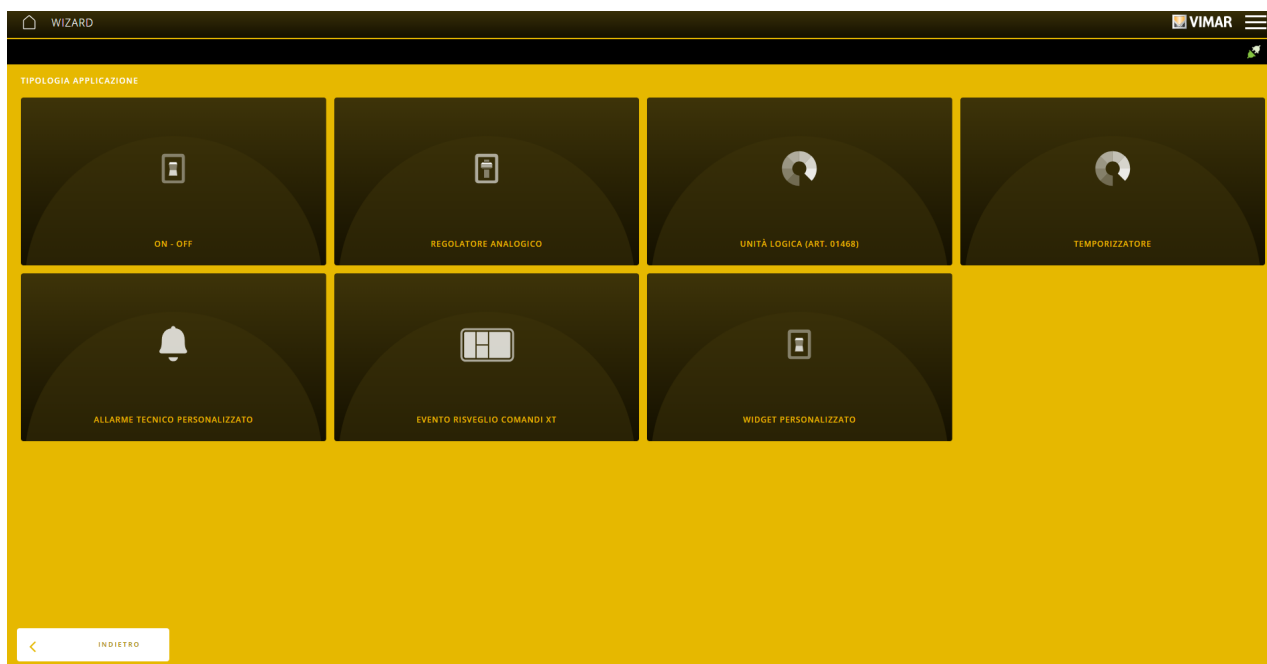 WIZARD
VIMAR
TIPOLOGIA APPLICAZIONE
ON - OFF
REGOLATORE ANALOGICO
UNITÀ LOGICA (ART. 01468)
TEMPORIZZATORE
ALLARME TECNICO PERSONALIZZATO
EVENTO RISVEGLIO COMANDI XT
WIDGET PERSONALIZZATO
INDIETRO